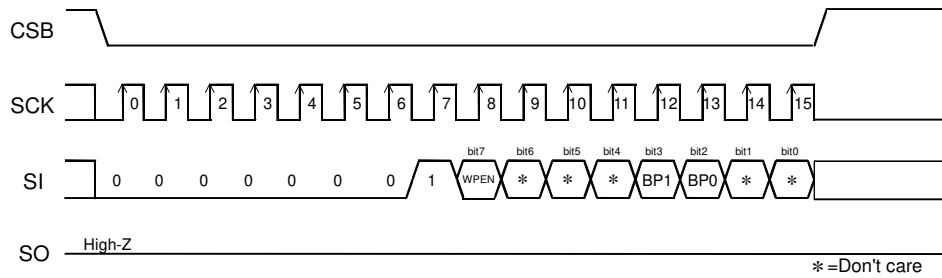 CSB
SCK 0 1 2 3 4 5 6 7 8 9 10 11 12 13 14 15
bit7 bit6 bit5 bit4 bit3 bit2 bit1 bit0
SI 0 0 0 0 0 0 0 1 WPEN * * * BP1 BP0 * *
SO High-Z
*=Don't care